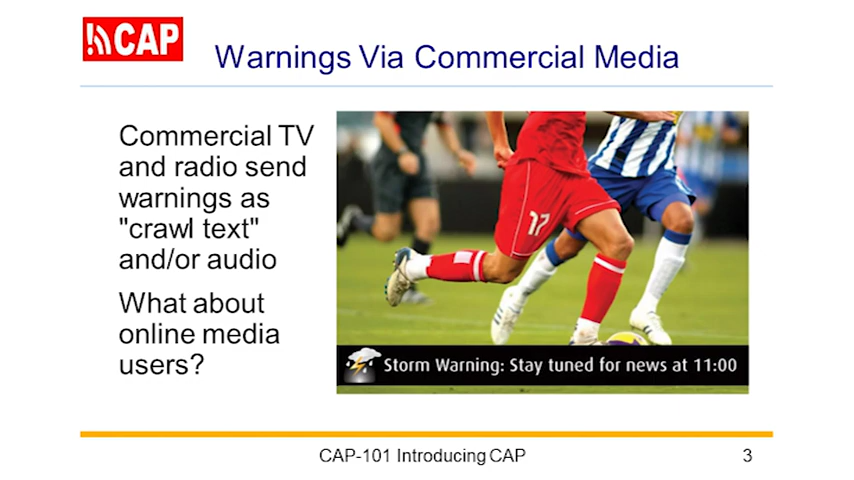 CAP
Warnings Via Commercial Media
Commercial TV
and radio send
warnings as
"crawl text"
and/or audio
What about
online media
users?
17
Storm Warning: Stay tuned for news at 11:00
CAP-101 Introducing CAP
3